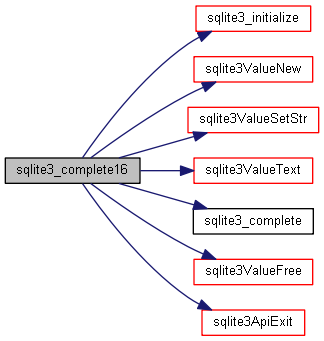 sqlite3_complete16
sqlite3_initialize
sqlite3ValueNew
sqlite3ValueSetStr
sqlite3ValueText
sqlite3_complete
sqlite3ValueFree
sqlite3ApiExit